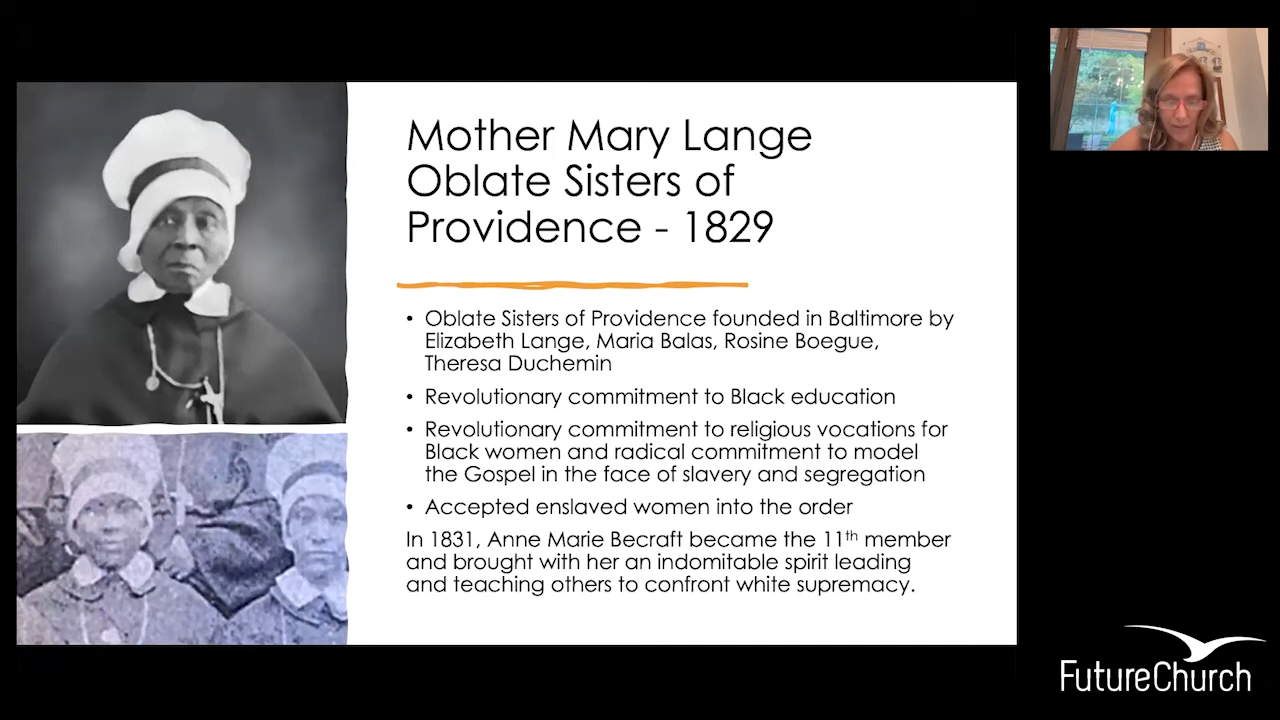 Mother Mary Lange
Oblate Sisters of
Providence - 1829
• Oblate Sisters of Providence founded in Baltimore by
Elizabeth Lange, Maria Balas, Rosine Boegue,
Theresa Duchemin
• Revolutionary commitment to Black education
• Revolutionary commitment to religious vocations for
Black women and radical commitment to model
the Gospel in the face of slavery and segregation
• Accepted enslaved women into the order
In 1831, Anne Marie Becraft became the 11th member
and brought with her an indomitable spirit leading
and teaching others to confront white supremacy.
FutureChurch